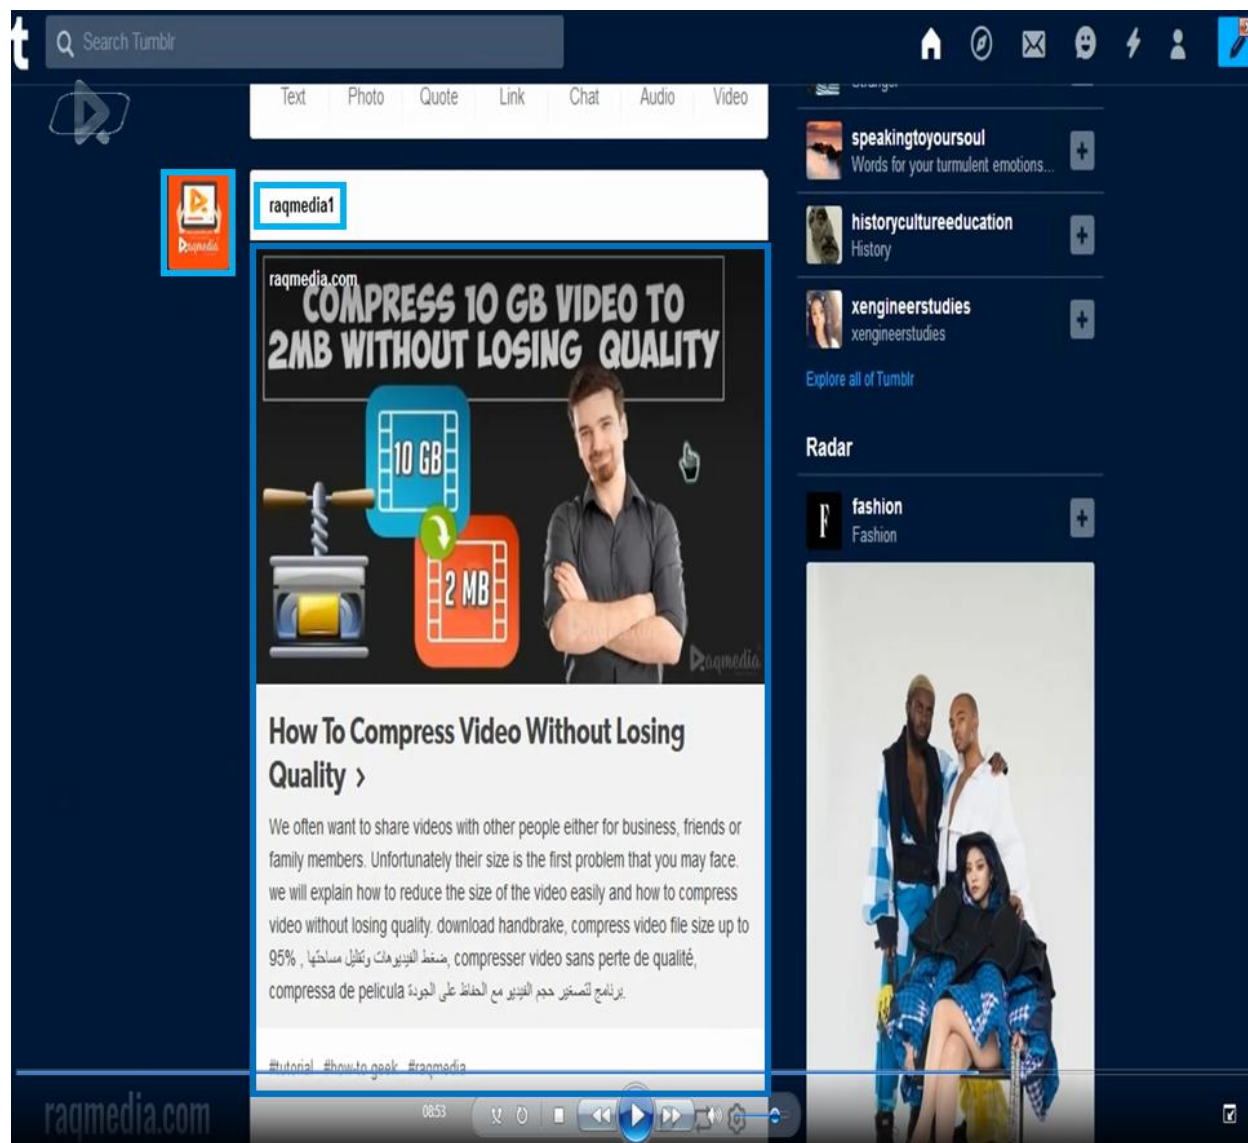 t
Search Tumblr
Text Photo Quote Link Chat Audio Video
raqmedia1
Raqmedia
raqmedia.com
COMPRESS 10 GB VIDEO TO
2MB WITHOUT LOSING QUALITY
10 GB
2 MB
Raqmedia
How To Compress Video Without Losing
Quality >
We often want to share videos with other people either for business, friends or
family members. Unfortunately their size is the first problem that you may face.
we will explain how to reduce the size of the video easily and how to compress
video without losing quality. download handbrake, compress video file size up to
95% , ضغط الفيديوهات وتقليل مساحتها, compresser video sans perte de qualité,
compressa de pelicula برنامج لتصغير حجم الفيديو مع الحفاظ على الجودة.
#tutorial #how-to geek #raqmedia
Stranger
speakingtoyoursoul
Words for your turmulent emotions...
historycultureeducation
History
xengineerstudies
xengineerstudies
Explore all of Tumblr
Radar
F
fashion
Fashion
raqmedia.com
08:53